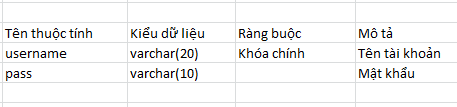 Tên thuộc tính Kiểu dữ liệu Ràng buộc Mô tả
username varchar(20) Khóa chính Tên tài khoản
pass varchar(10) Mật khẩu